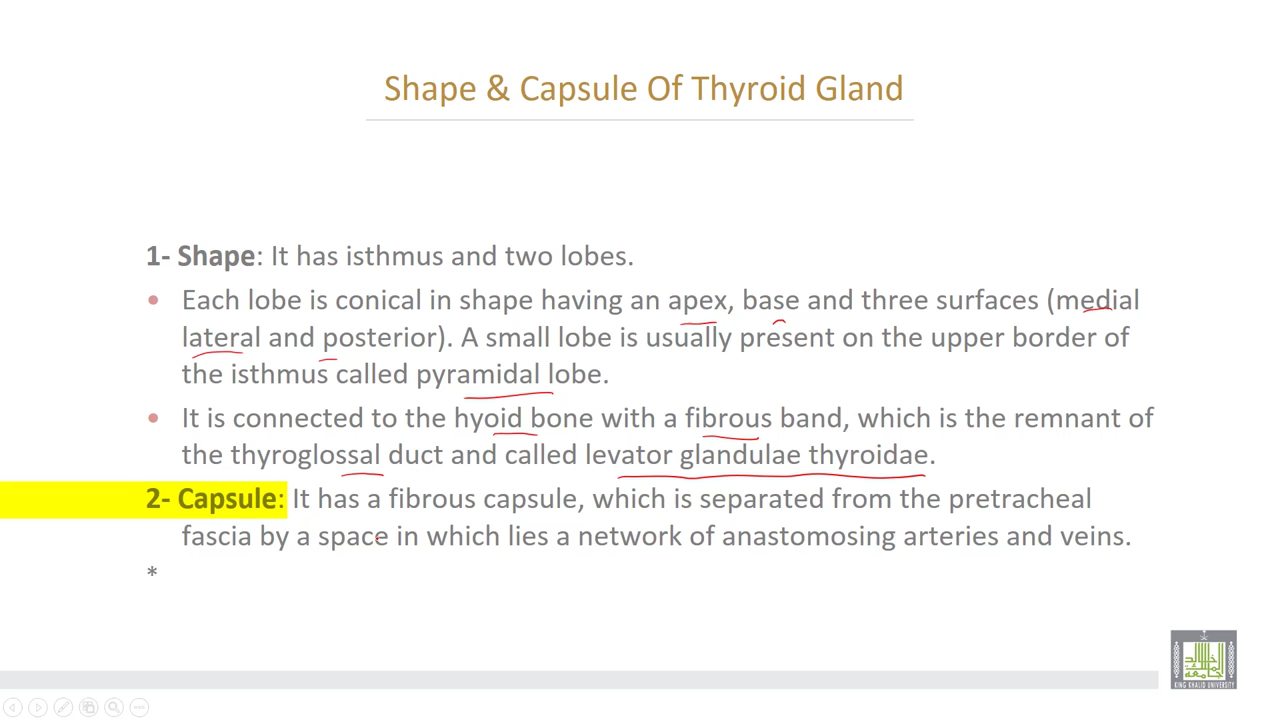 Shape & Capsule Of Thyroid Gland
1- Shape: It has isthmus and two lobes.
• Each lobe is conical in shape having an apex, base and three surfaces (medial
lateral and posterior). A small lobe is usually present on the upper border of
the isthmus called pyramidal lobe.
• It is connected to the hyoid bone with a fibrous band, which is the remnant of
the thyroglossal duct and called levator glandulae thyroidae.
2- Capsule: It has a fibrous capsule, which is separated from the pretracheal
fascia by a space in which lies a network of anastomosing arteries and veins.
*
KING KHALID UNIVERSITY